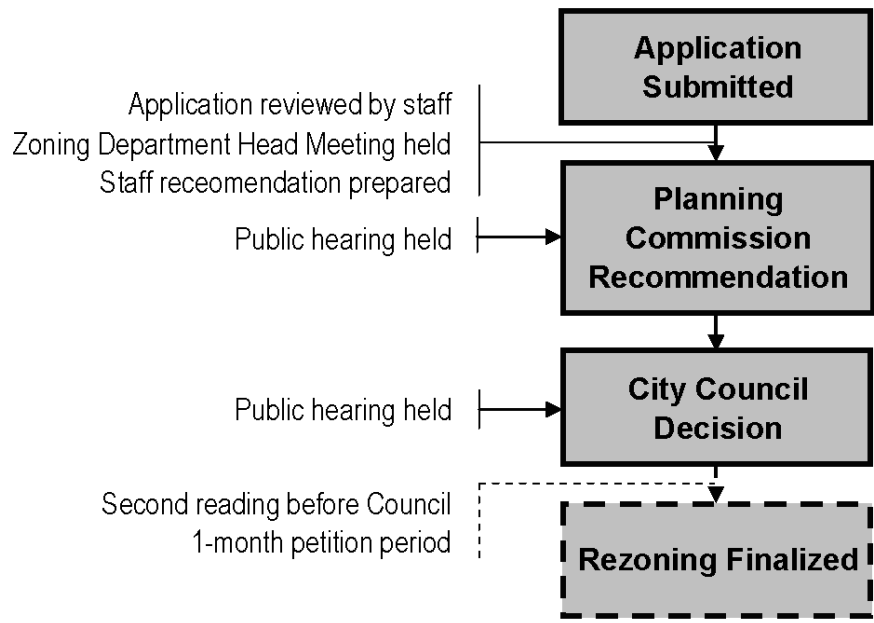 Application
Submitted
Application reviewed by staff
Zoning Department Head Meeting held
Staff receomendation prepared
Planning
Commission
Recommendation
Public hearing held
City Council
Decision
Public hearing held
Second reading before Council
1-month petition period
Rezoning Finalized